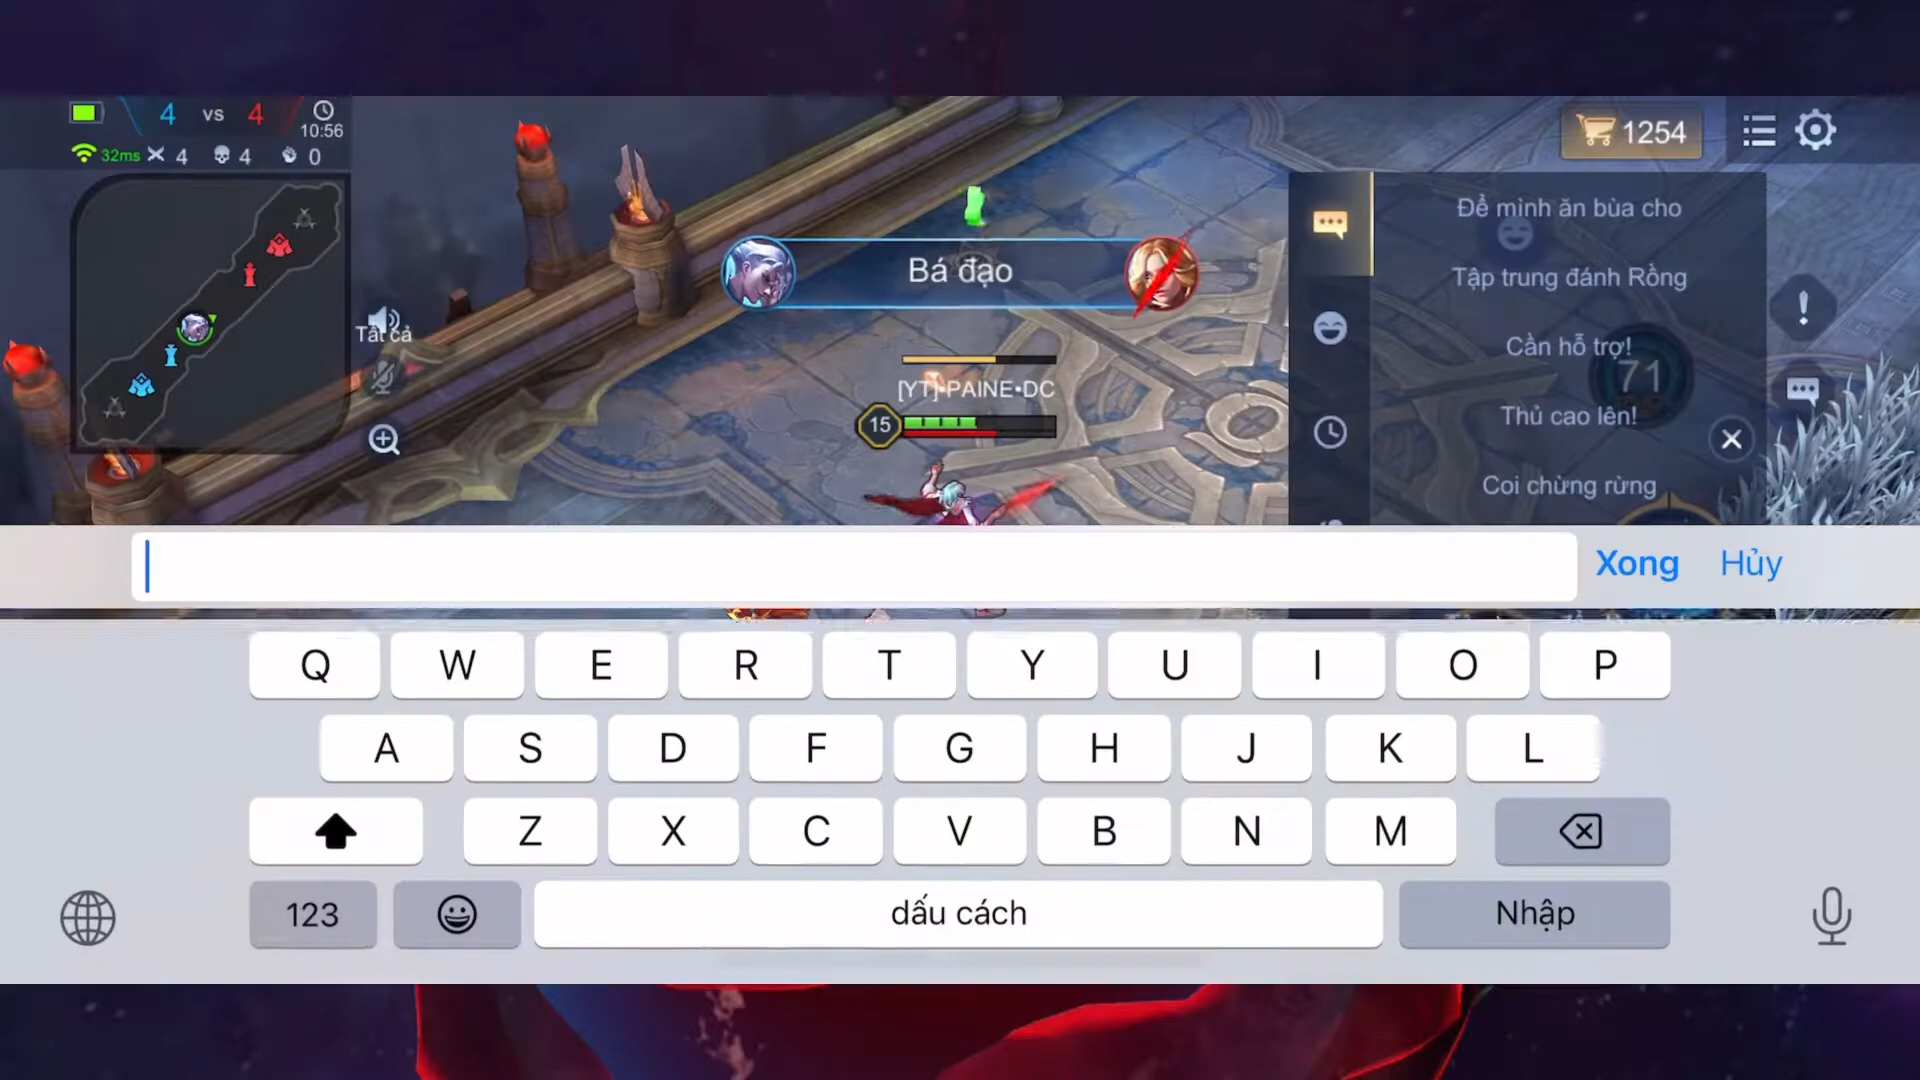 4 vs 4
10:56
32ms 4 4 0
1254
Tất cả
Bá đạo
[YT]•PAINE•DC
15
Để mình ăn bùa cho
Tập trung đánh Rồng
Cần hỗ trợ!
71
Thủ cao lên!
Coi chừng rừng
Xong Hủy
Q W E R T Y U I O P
A S D F G H J K L
Z X C V B N M
123 dấu cách Nhập